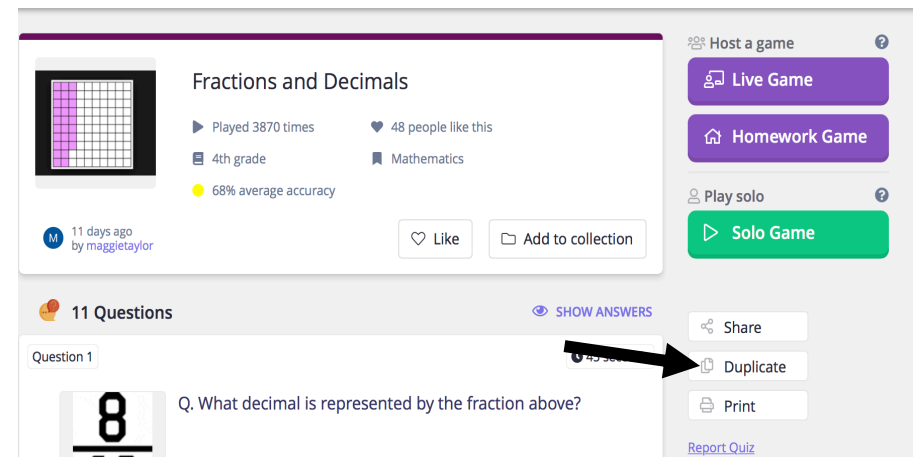 Fractions and Decimals
Played 3870 times
48 people like this
4th grade
Mathematics
68% average accuracy
M
11 days ago
by maggietaylor
Like
Add to collection
11 Questions
SHOW ANSWERS
Question 1
45
8
Q. What decimal is represented by the fraction above?
Host a game
Live Game
Homework Game
Play solo
Solo Game
Share
Duplicate
Print
Report Quiz